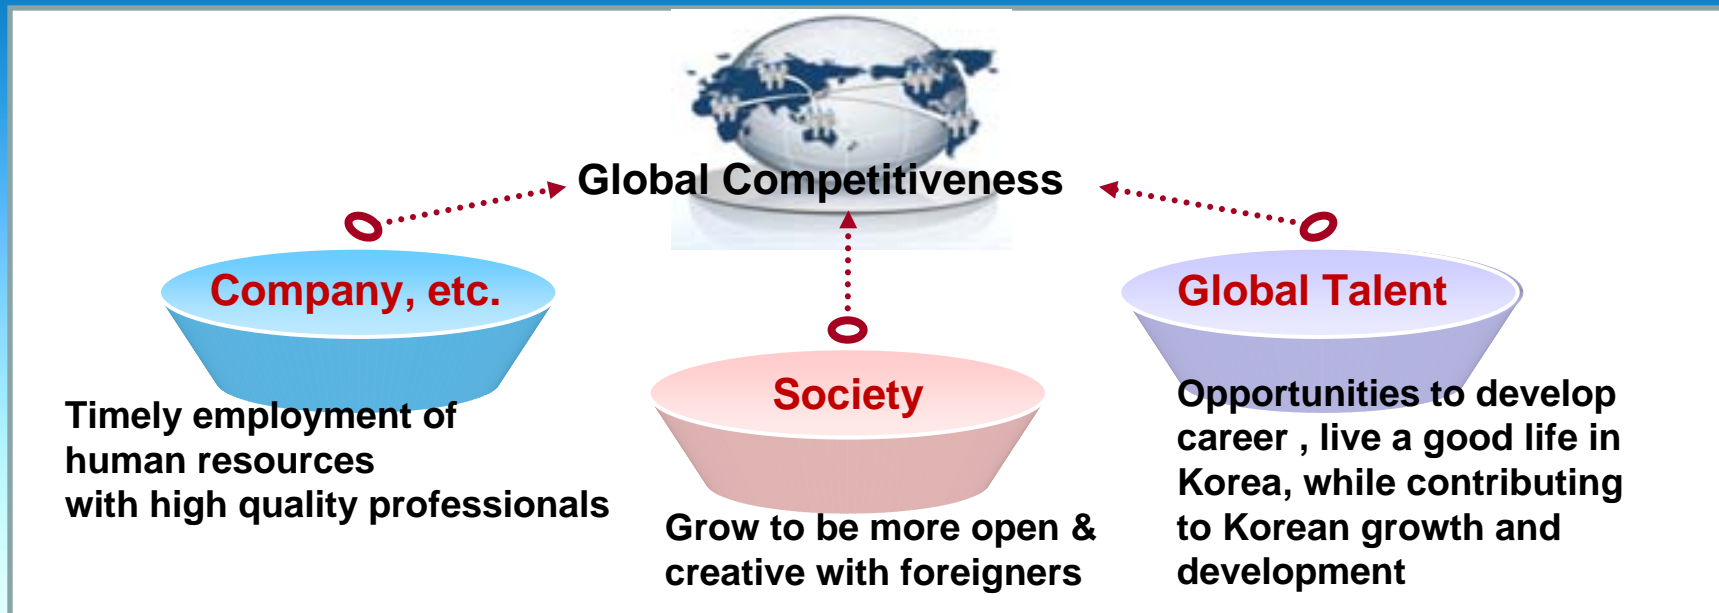 Global Competitiveness
Company, etc.
Timely employment of
human resources
with high quality professionals
Society
Grow to be more open &
creative with foreigners
Global Talent
Opportunities to develop
career , live a good life in
Korea, while contributing
to Korean growth and
development